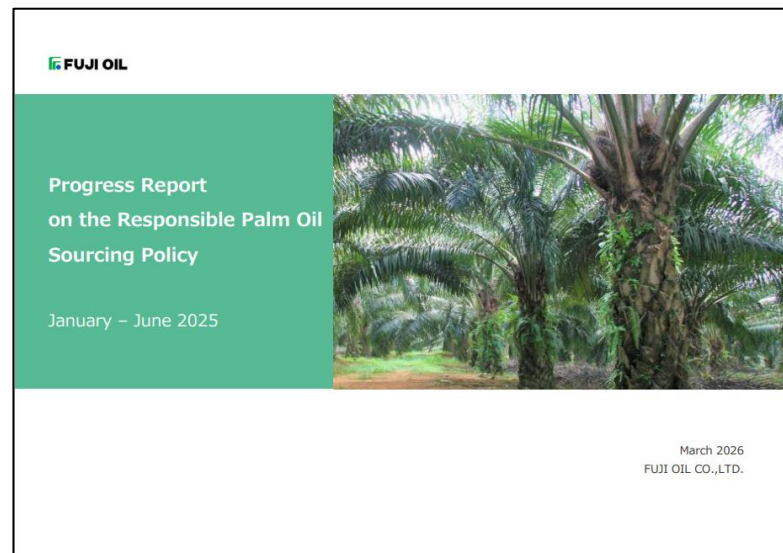 FUJI OIL
Progress Report
on the Responsible Palm Oil
Sourcing Policy
January – June 2025
March 2026
FUJI OIL CO.,LTD.